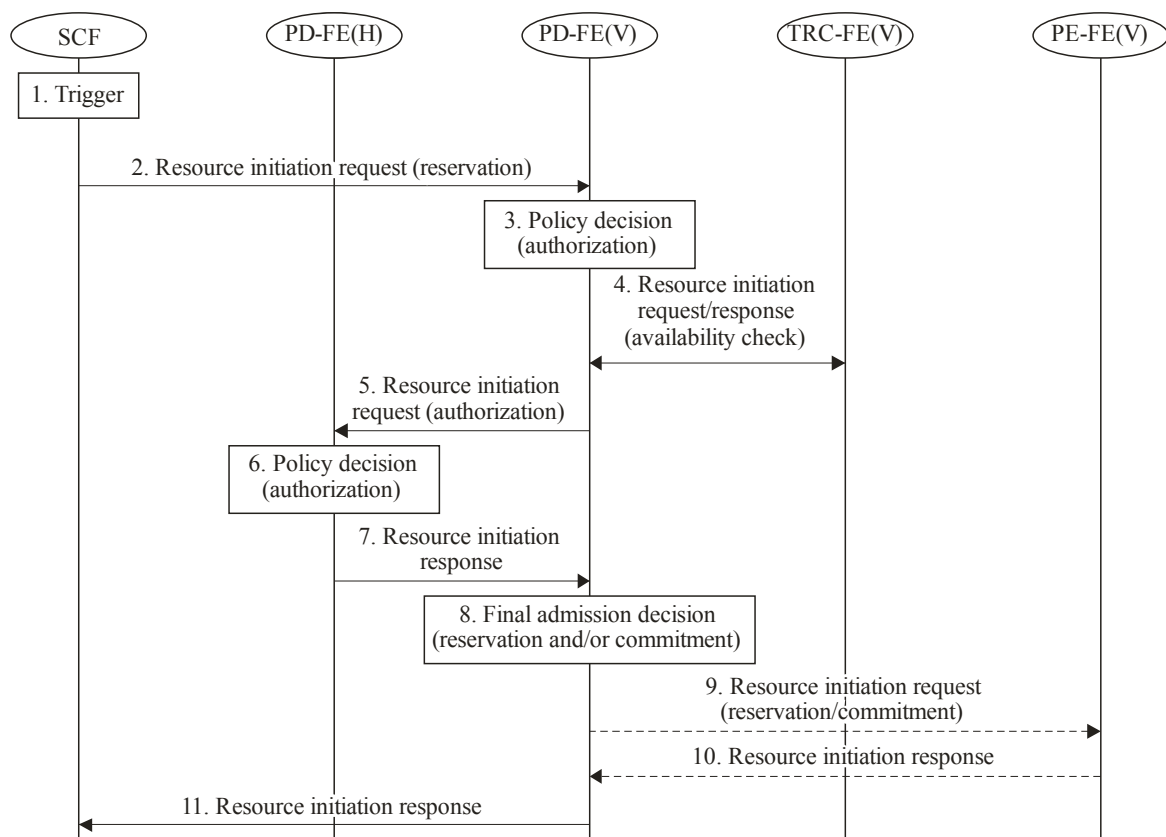 SCF
PD-FE(H)
PD-FE(V)
TRC-FE(V)
PE-FE(V)
1. Trigger
2. Resource initiation request (reservation)
3. Policy decision
(authorization)
4. Resource initiation
request/response
(availability check)
5. Resource initiation
request (authorization)
6. Policy decision
(authorization)
7. Resource initiation
response
8. Final admission decision
(reservation and/or commitment)
9. Resource initiation request
(reservation/commitment)
10. Resource initiation response
11. Resource initiation response